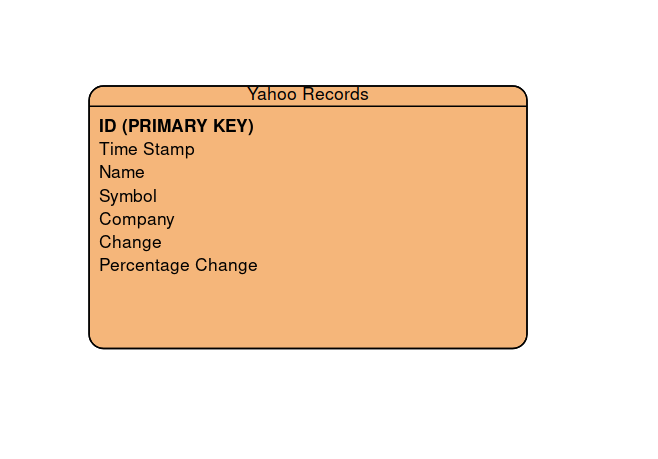 Yahoo Records
ID (PRIMARY KEY)
Time Stamp
Name
Symbol
Company
Change
Percentage Change